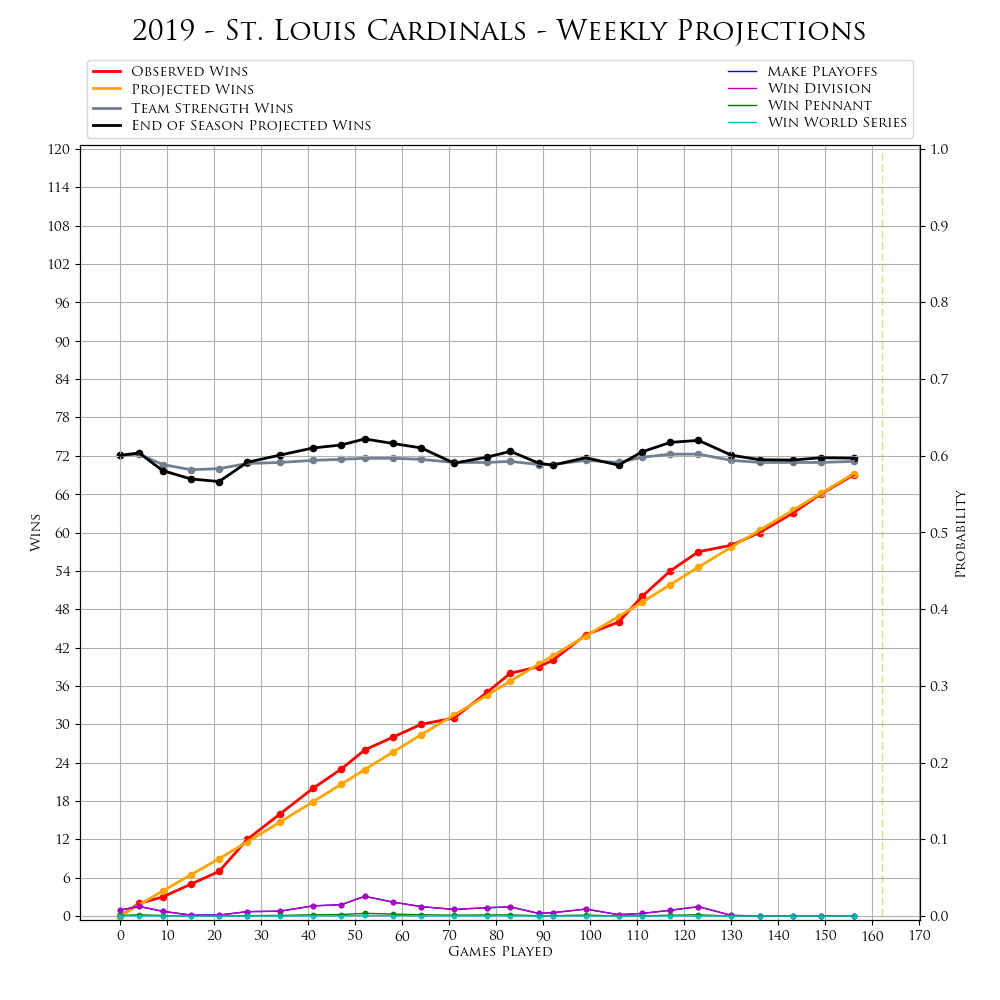 2019 - St. Louis Cardinals - Weekly Projections
Observed Wins
Projected Wins
Team Strength Wins
End of Season Projected Wins
Make Playoffs
Win Division
Win Pennant
Win World Series
120
114
108
102
96
90
84
78
72
66
60
54
48
42
36
30
24
18
12
6
0
Wins
1.0
0.9
0.8
0.7
0.6
0.5
0.4
0.3
0.2
0.1
0.0
Probability
0 10 20 30 40 50 60 70 80 90 100 110 120 130 140 150 160 170
Games Played